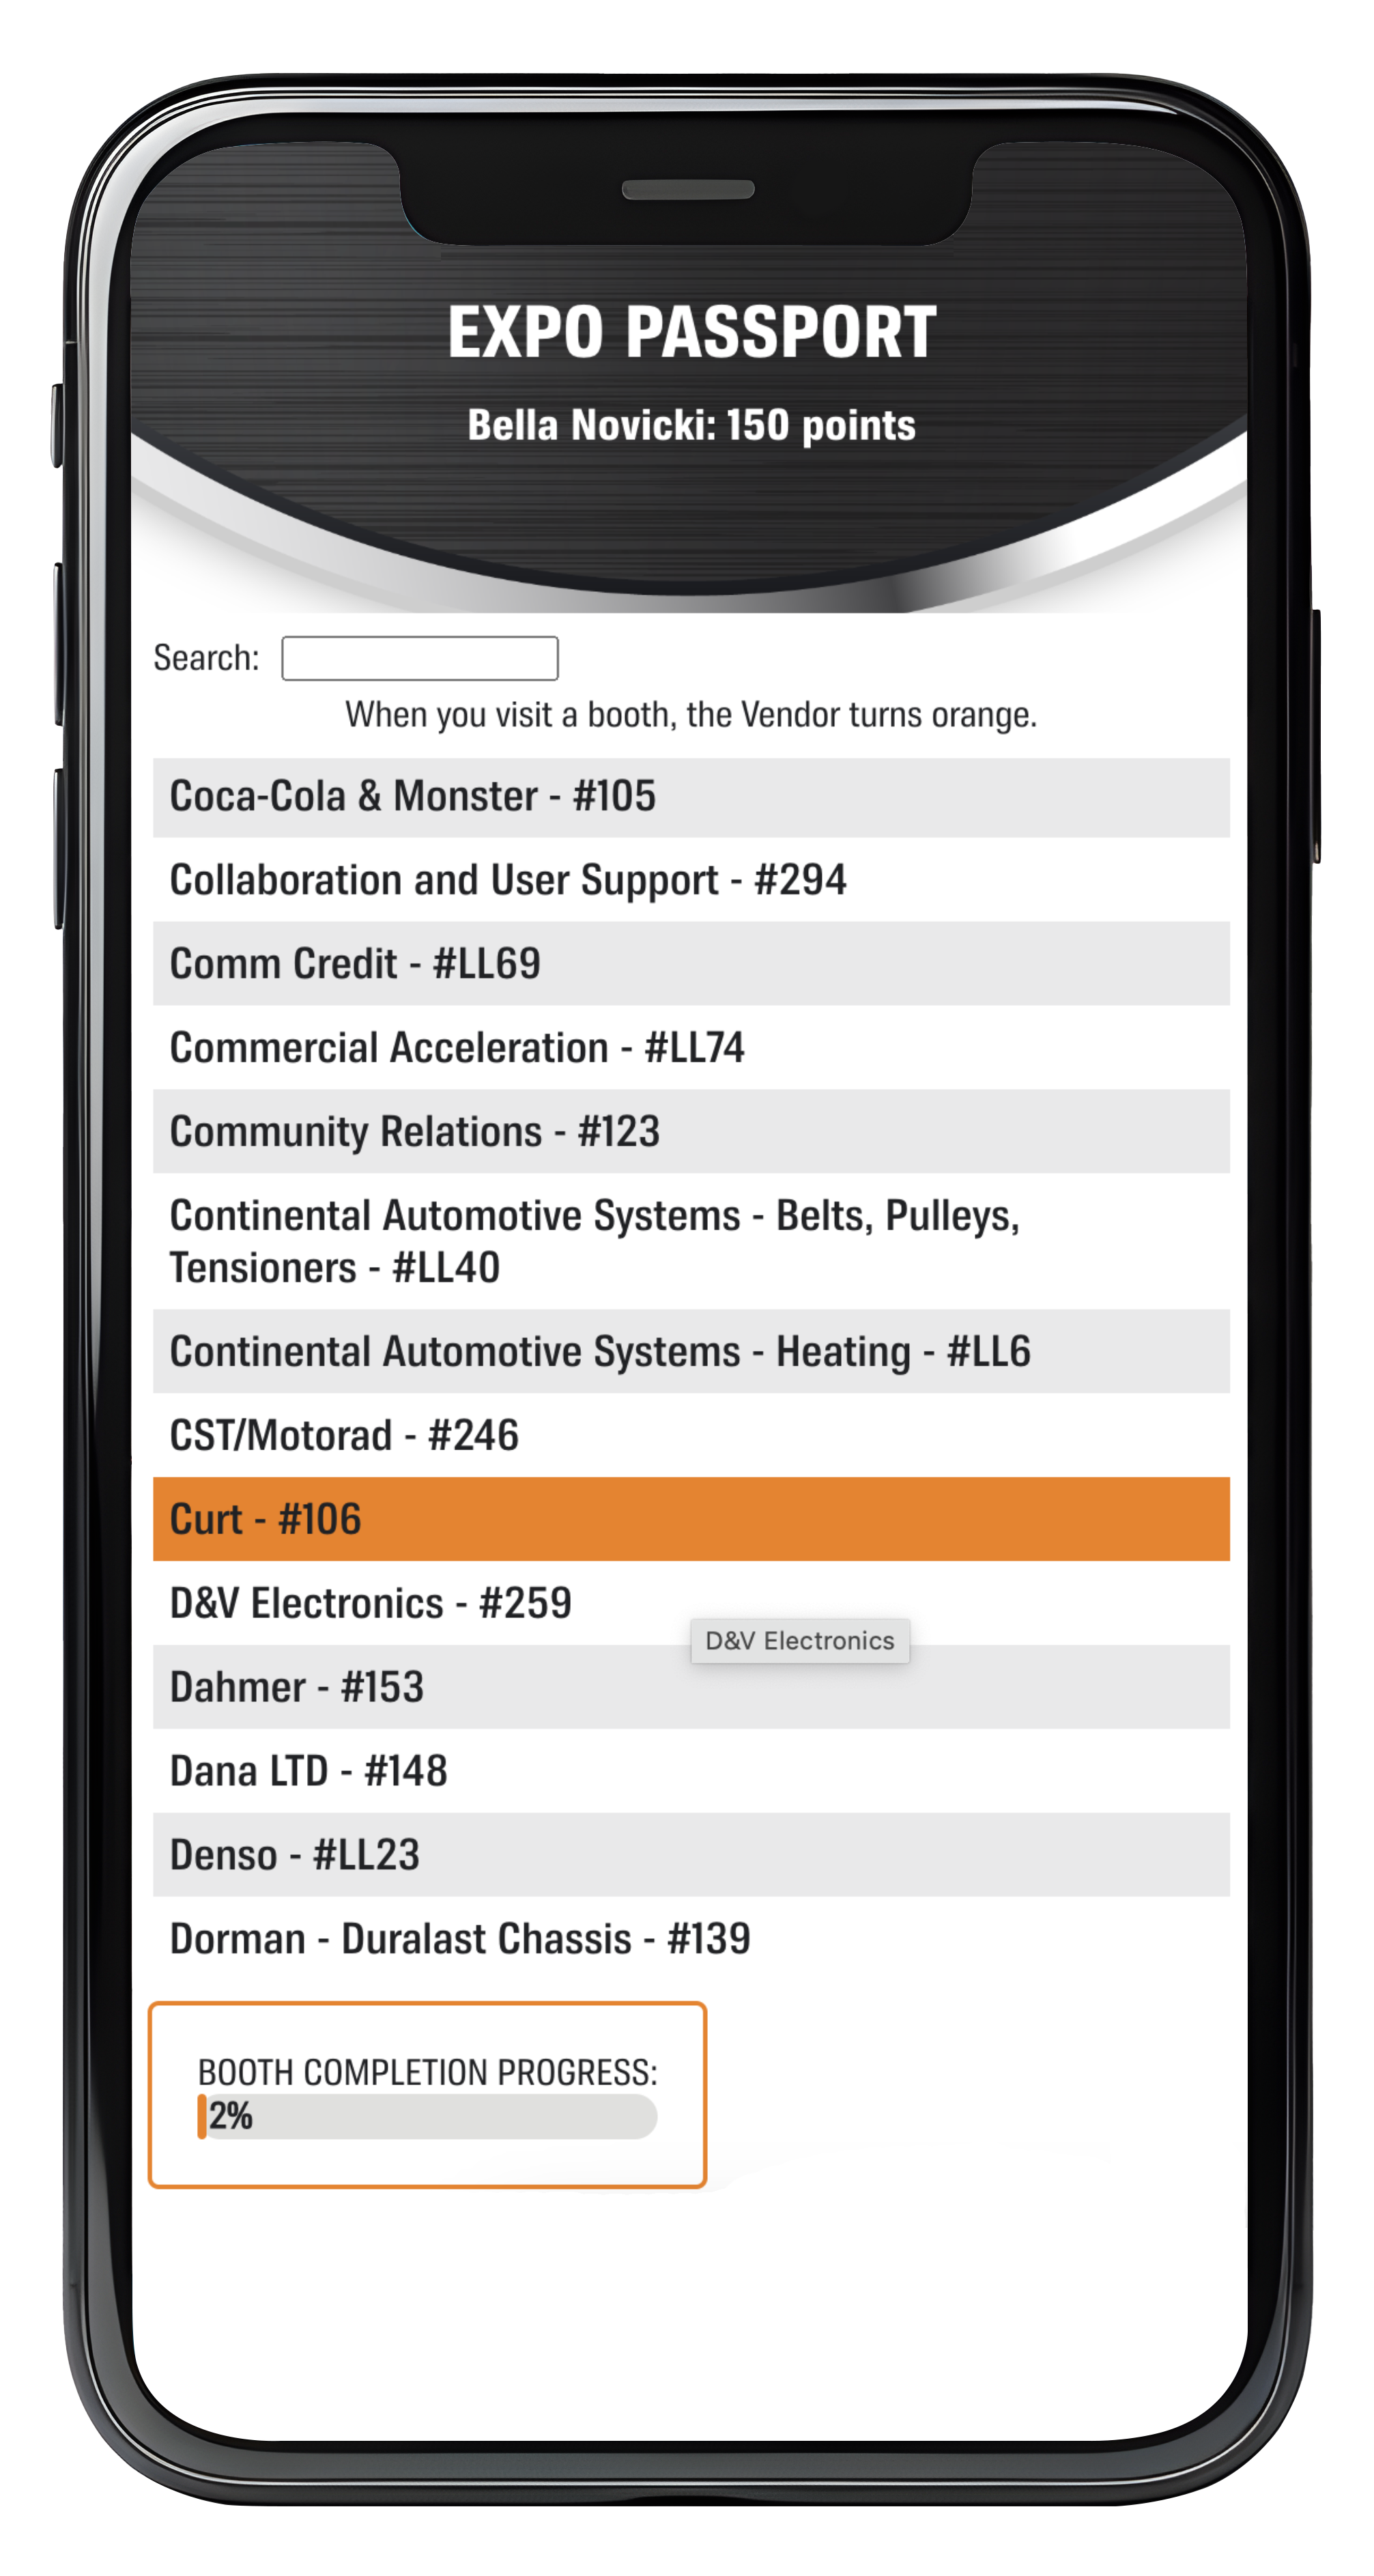 EXPO PASSPORT
Bella Novicki: 150 points
Search:
When you visit a booth, the Vendor turns orange.
Coca-Cola & Monster - #105
Collaboration and User Support - #294
Comm Credit - #LL69
Commercial Acceleration - #LL74
Community Relations - #123
Continental Automotive Systems - Belts, Pulleys,
Tensioners - #LL40
Continental Automotive Systems - Heating - #LL6
CST/Motorad - #246
Curt - #106
D&V Electronics - #259
D&V Electronics
Dahmer - #153
Dana LTD - #148
Denso - #LL23
Dorman - Duralast Chassis - #139
BOOTH COMPLETION PROGRESS:
2%